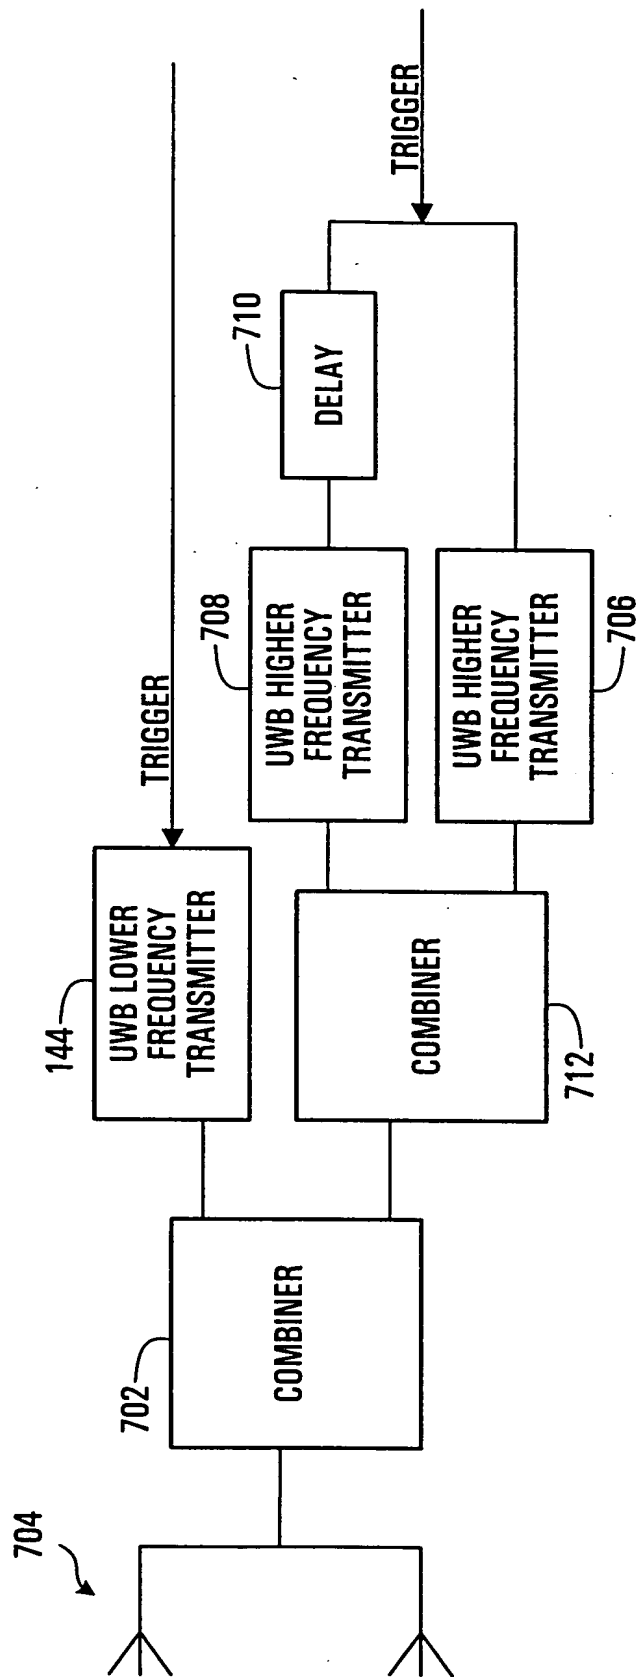 704
702
COMBINER
144
UWB LOWER
FREQUENCY
TRANSMITTER
TRIGGER
COMBINER
712
708
UWB HIGHER
FREQUENCY
TRANSMITTER
UWB HIGHER
FREQUENCY
TRANSMITTER
706
710
DELAY
TRIGGER